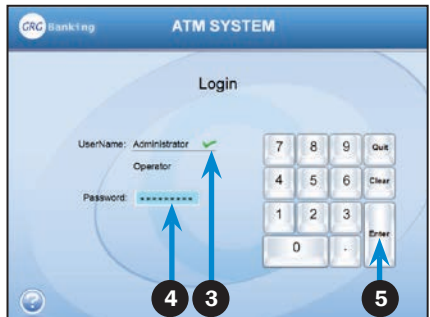 GRG Banking ATM SYSTEM
Login
UserName: Administrator
Operator
Password: *********
7 8 9 Quit
4 5 6 Clear
1 2 3
Enter
0 .
?
4 3 5